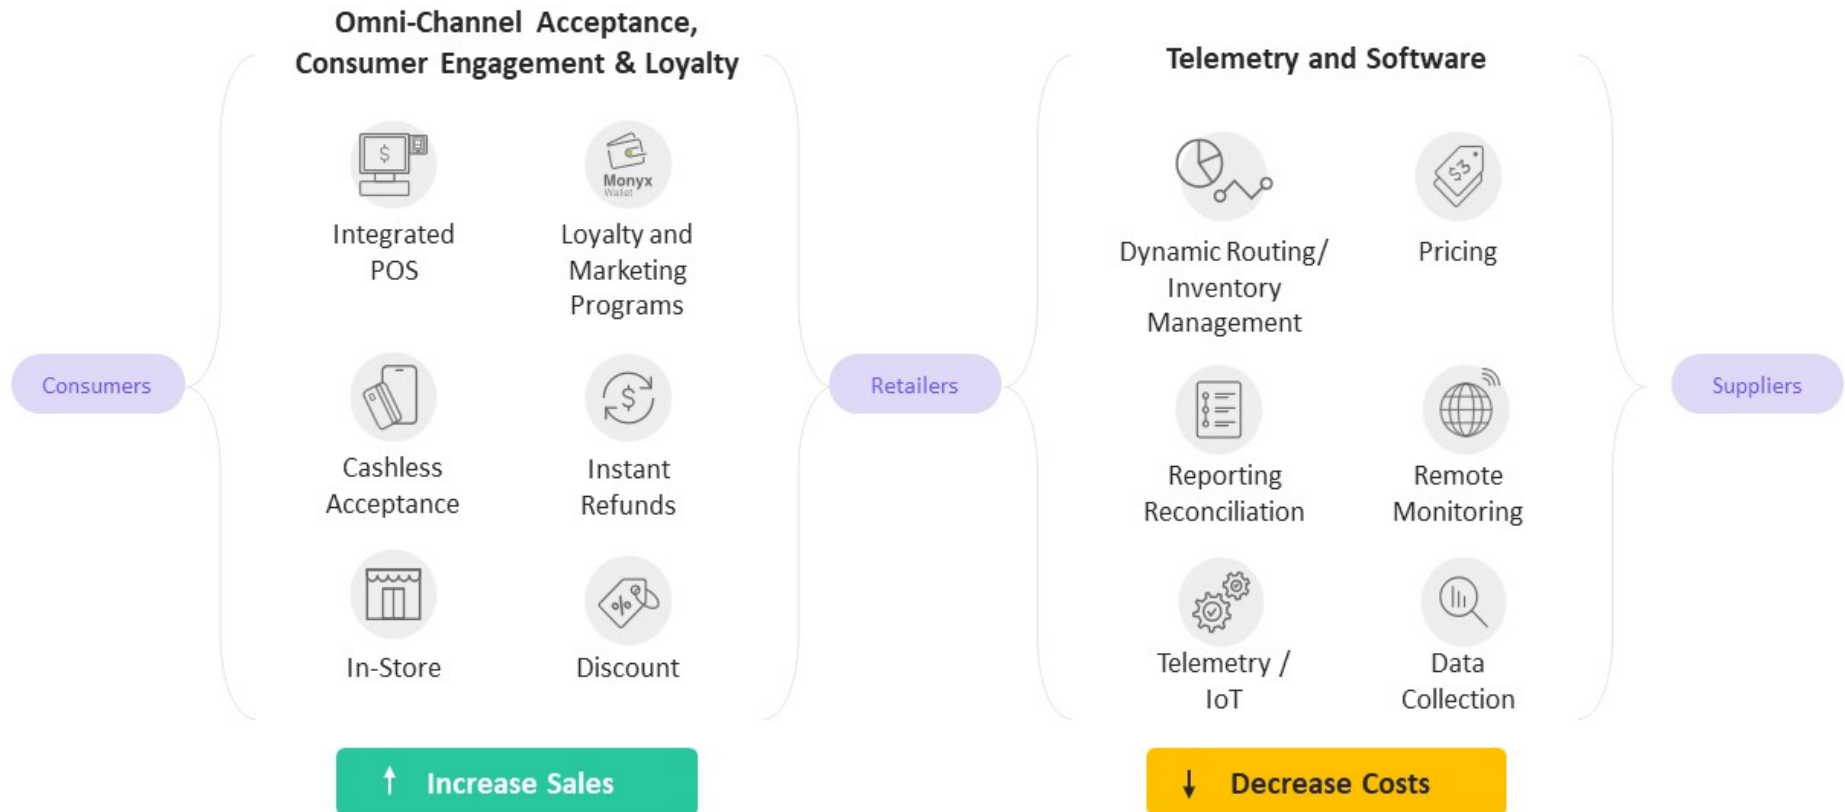 Omni-Channel Acceptance,
Consumer Engagement & Loyalty
Telemetry and Software
$
Monyx
Wallet
Integrated
POS
Loyalty and
Marketing
Programs
$3
Dynamic Routing/
Inventory
Management
Pricing
Consumers
Retailers
Suppliers
$
Cashless
Acceptance
Instant
Refunds
Reporting
Reconciliation
Remote
Monitoring
%
In-Store
Discount
Telemetry /
IoT
Data
Collection
↑ Increase Sales
↓ Decrease Costs